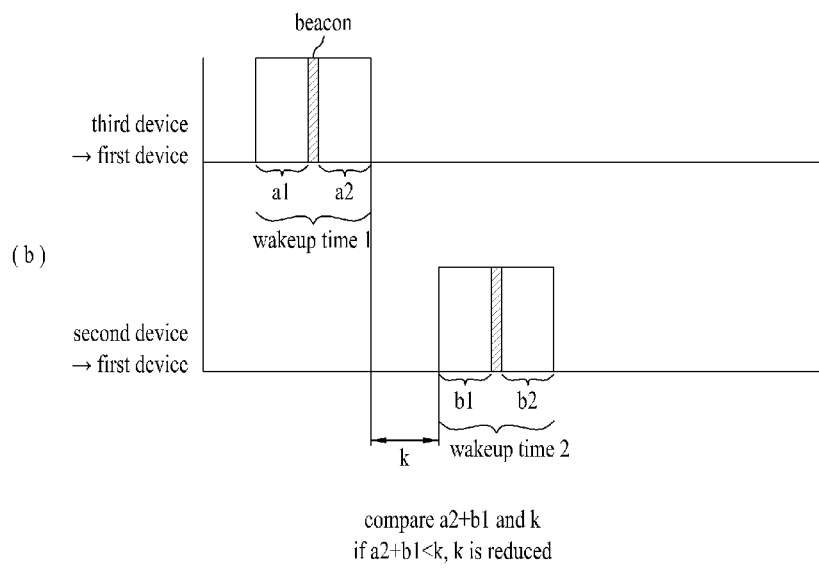 beacon
third device
→ first device
a1 a2
wakeup time 1
( b )
second device
→ first device
b1 b2
k
wakeup time 2
compare a2+b1 and k
if a2+b1<k, k is reduced